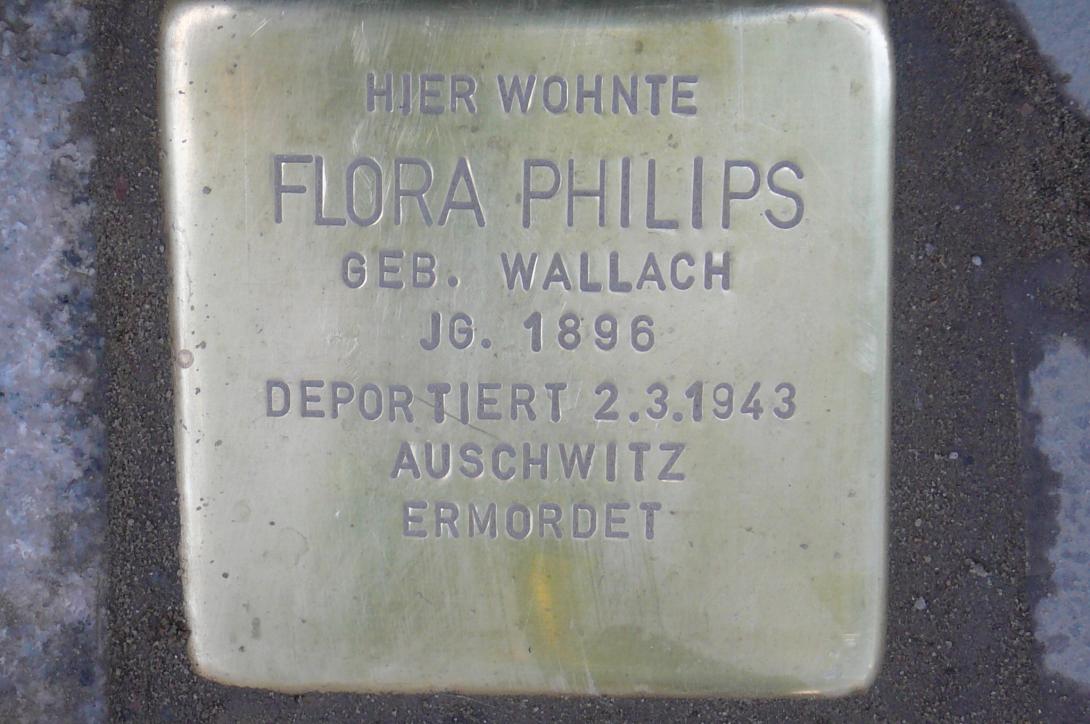 HIER WOHNTE
FLORA PHILIPS
GEB. WALLACH
JG. 1896
DEPORTIERT 2.3.1943
AUSCHWITZ
ERMORDET